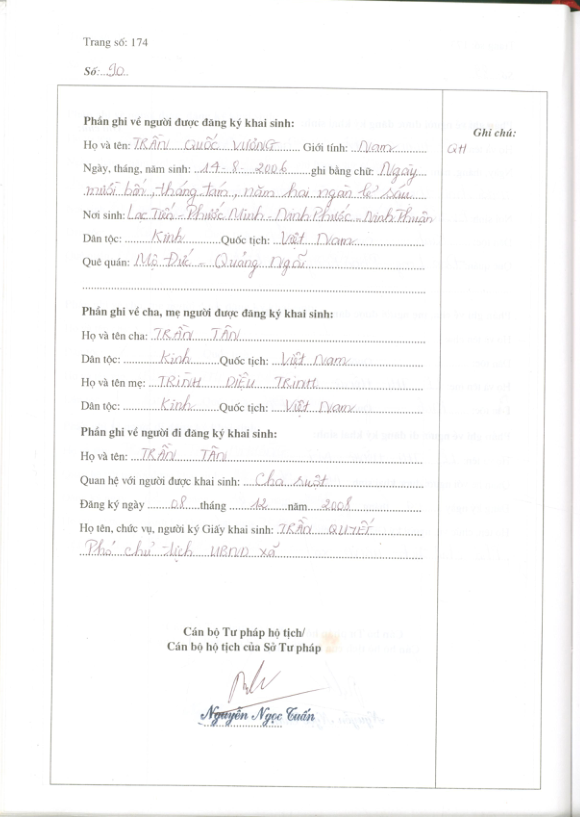 Trang số: 174
Số: 90
Phần ghi về người được đăng ký khai sinh:
Ghi chú:
Họ và tên: TRẦN QUỐC VƯƠNG Giới tính: Nam
QH
Ngày, tháng, năm sinh: 14-8-2006 ghi bằng chữ: Ngày
mười bốn, tháng tám, năm hai ngàn lẻ sáu
Nơi sinh: Lạc Tiến - Phước Minh - Ninh Phước - Ninh Thuận
Dân tộc: Kinh Quốc tịch: Việt Nam
Quê quán: Mộ Đức - Quảng Ngãi
Phần ghi về cha, mẹ người được đăng ký khai sinh:
Họ và tên cha: TRẦN TÂN
Dân tộc: Kinh Quốc tịch: Việt Nam
Họ và tên mẹ: TRỊNH DIỆU TRINH
Dân tộc: Kinh Quốc tịch: Việt Nam
Phần ghi về người đi đăng ký khai sinh:
Họ và tên: TRẦN TÂN
Quan hệ với người được khai sinh: Cha ruột
Đăng ký ngày 08 tháng 12 năm 2008
Họ tên, chức vụ, người ký Giấy khai sinh: TRẦN QUYẾT
Phó chủ tịch UBND xã
Cán bộ Tư pháp hộ tịch/
Cán bộ hộ tịch của Sở Tư pháp
Nguyễn Ngọc Tuấn